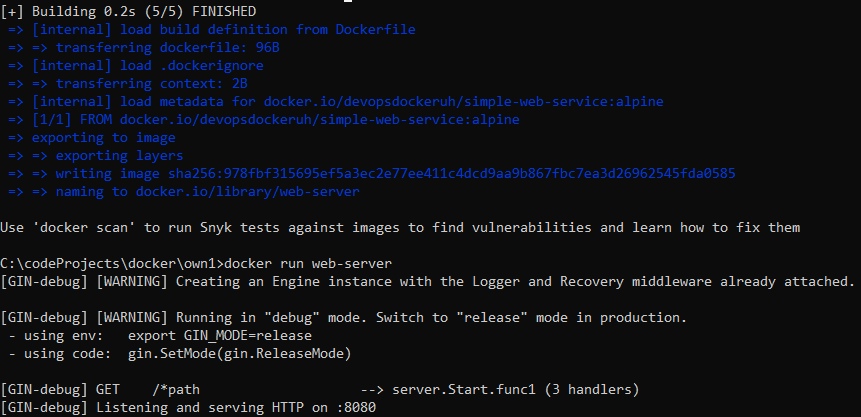 [+] Building 0.2s (5/5) FINISHED
=> [internal] load build definition from Dockerfile
=> => transferring dockerfile: 96B
=> [internal] load .dockerignore
=> => transferring context: 2B
=> [internal] load metadata for docker.io/devopsdockeruh/simple-web-service:alpine
=> [1/1] FROM docker.io/devopsdockeruh/simple-web-service:alpine
=> exporting to image
=> => exporting layers
=> => writing image sha256:978fbf315695ef5a3ec2e77ee411c4dcd9aa9b867fbc7ea3d26962545fda0585
=> => naming to docker.io/library/web-server
Use 'docker scan' to run Snyk tests against images to find vulnerabilities and learn how to fix them
C:\codeProjects\docker\own1>docker run web-server
[GIN-debug] [WARNING] Creating an Engine instance with the Logger and Recovery middleware already attached.
[GIN-debug] [WARNING] Running in "debug" mode. Switch to "release" mode in production.
- using env:   export GIN_MODE=release
- using code:  gin.SetMode(gin.ReleaseMode)
[GIN-debug] GET    /*path                    --> server.Start.func1 (3 handlers)
[GIN-debug] Listening and serving HTTP on :8080